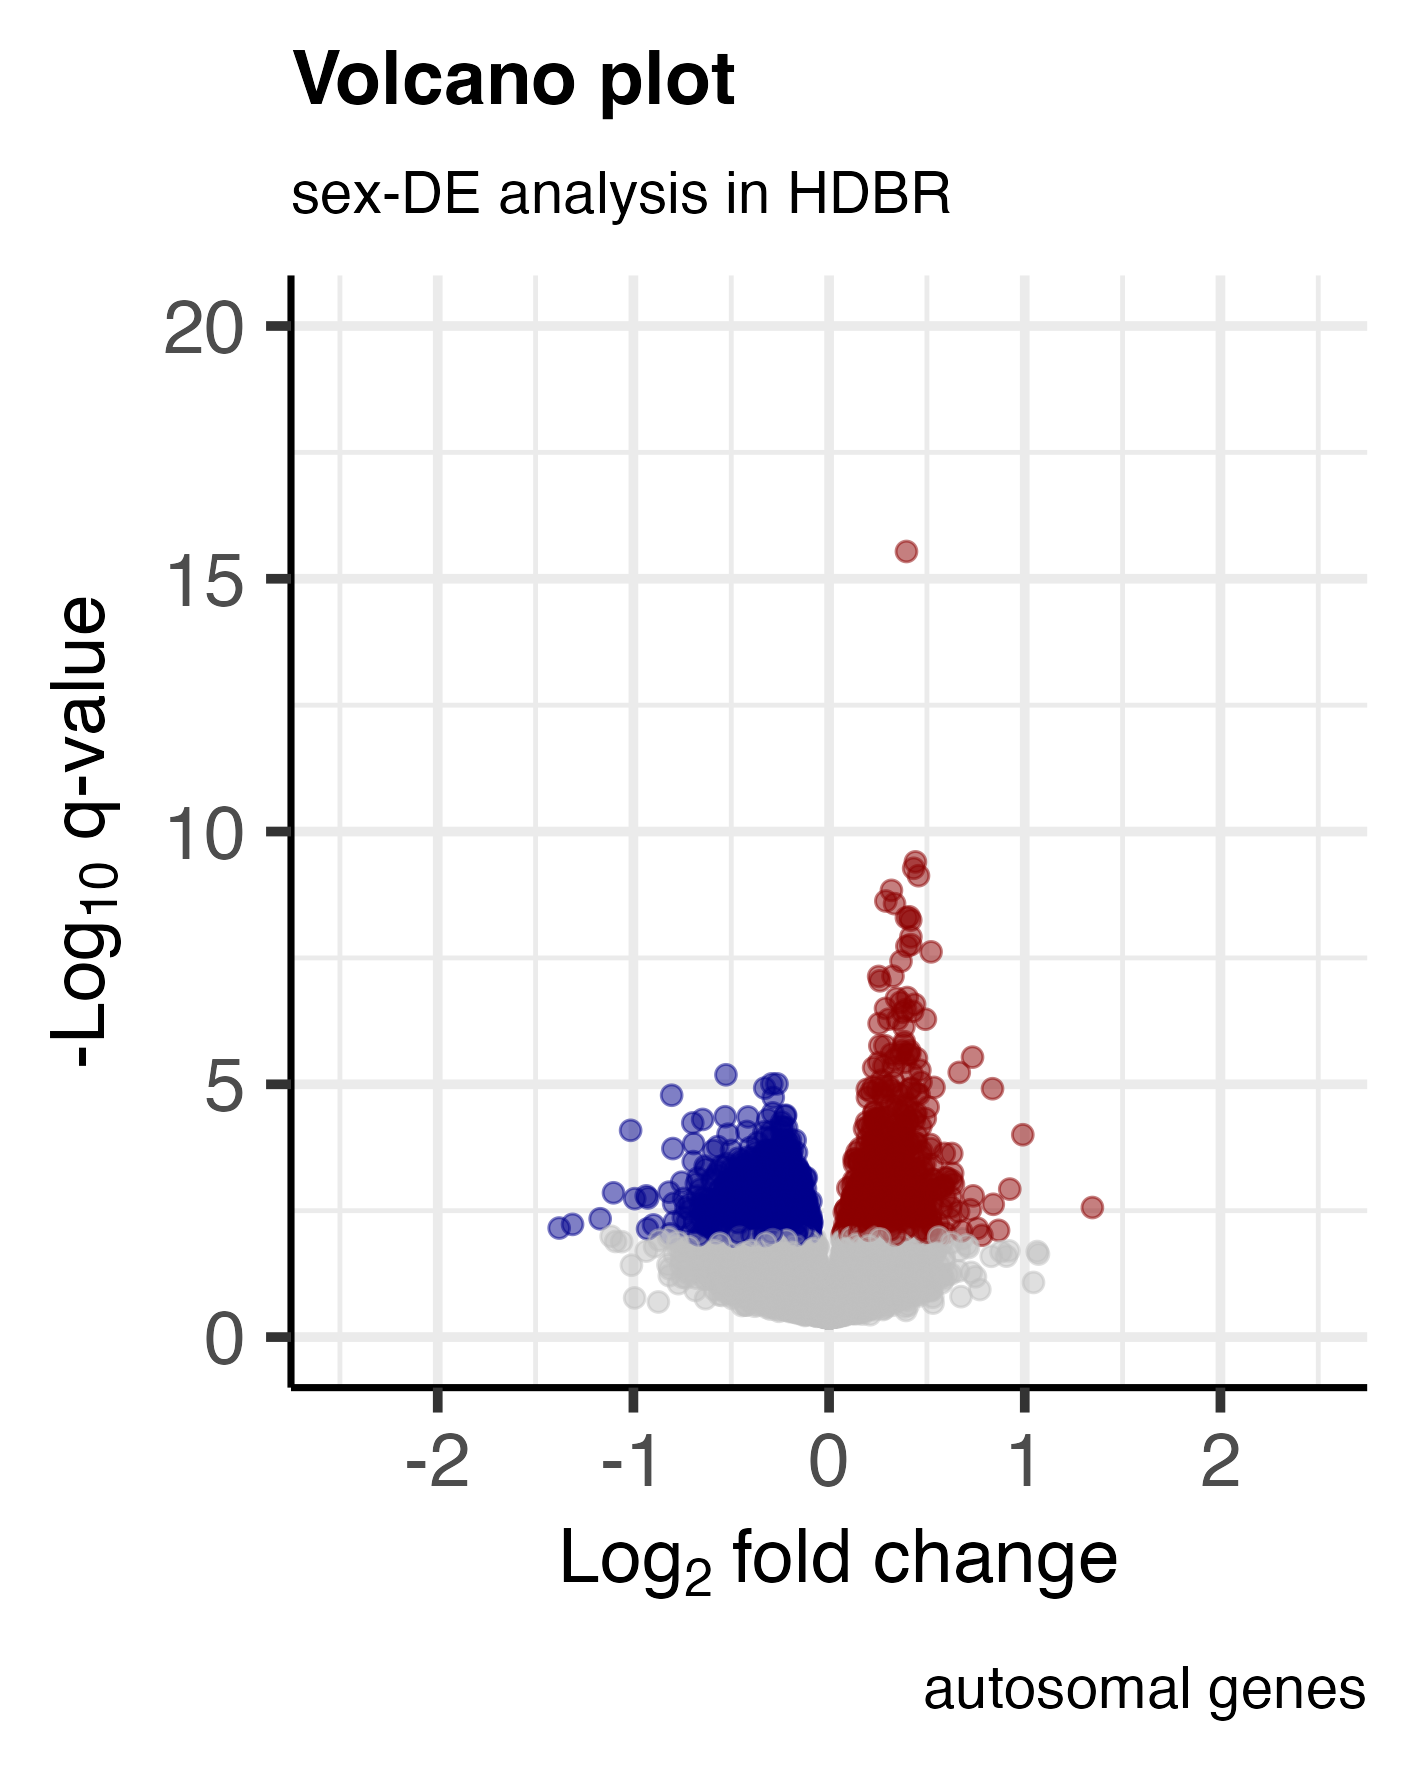 Volcano plot
sex-DE analysis in HDBR
20
15
10
5
0
-Log10 q-value
-2 -1 0 1 2
Log2 fold change
autosomal genes